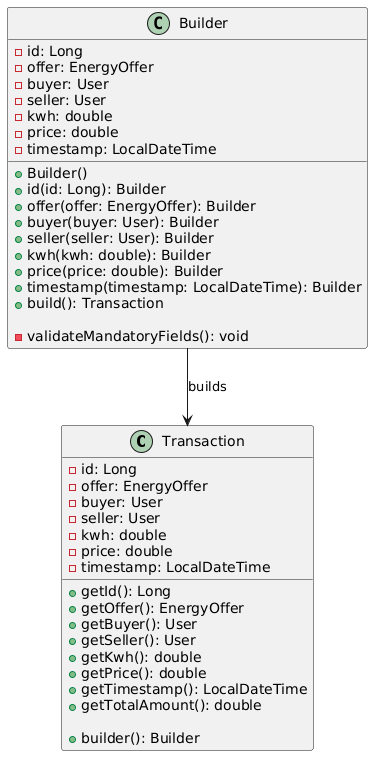 C Builder
id: Long
offer: EnergyOffer
buyer: User
seller: User
kwh: double
price: double
timestamp: LocalDateTime
Builder()
id(id: Long): Builder
offer(offer: EnergyOffer): Builder
buyer(buyer: User): Builder
seller(seller: User): Builder
kwh(kwh: double): Builder
price(price: double): Builder
timestamp(timestamp: LocalDateTime): Builder
build(): Transaction
validateMandatoryFields(): void
builds
C Transaction
id: Long
offer: EnergyOffer
buyer: User
seller: User
kwh: double
price: double
timestamp: LocalDateTime
getId(): Long
getOffer(): EnergyOffer
getBuyer(): User
getSeller(): User
getKwh(): double
getPrice(): double
getTimestamp(): LocalDateTime
getTotalAmount(): double
builder(): Builder